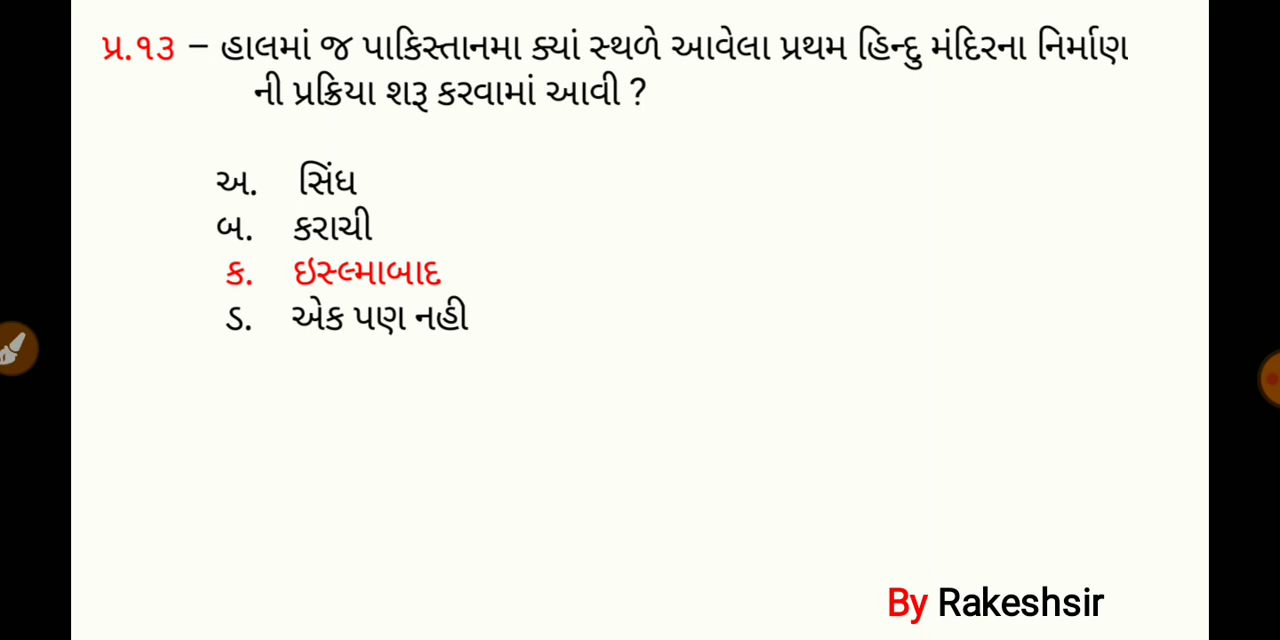 પ્ર.૧૩ – હાલમાં જ પાકિસ્તાનમા ક્યાં સ્થળે આવેલા પ્રથમ હિન્દુ મંદિરના નિર્માણ
ની પ્રક્રિયા શરૂ કરવામાં આવી ?
અ. સિંધ
બ. કરાચી
ક. ઇસ્લ્માબાદ
ડ. એક પણ નહી
By Rakeshsir